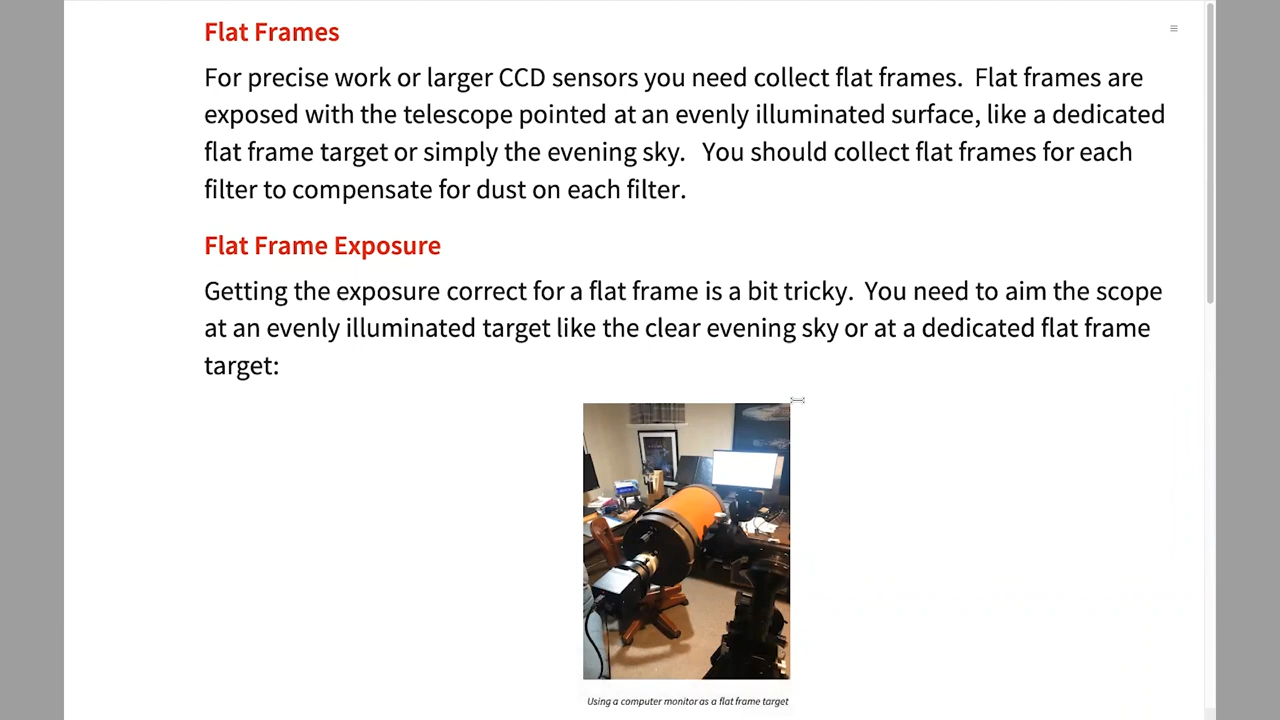 Flat Frames
For precise work or larger CCD sensors you need collect flat frames.  Flat frames are
exposed with the telescope pointed at an evenly illuminated surface, like a dedicated
flat frame target or simply the evening sky.   You should collect flat frames for each
filter to compensate for dust on each filter.
Flat Frame Exposure
Getting the exposure correct for a flat frame is a bit tricky.  You need to aim the scope
at an evenly illuminated target like the clear evening sky or at a dedicated flat frame
target:
Using a computer monitor as a flat frame target